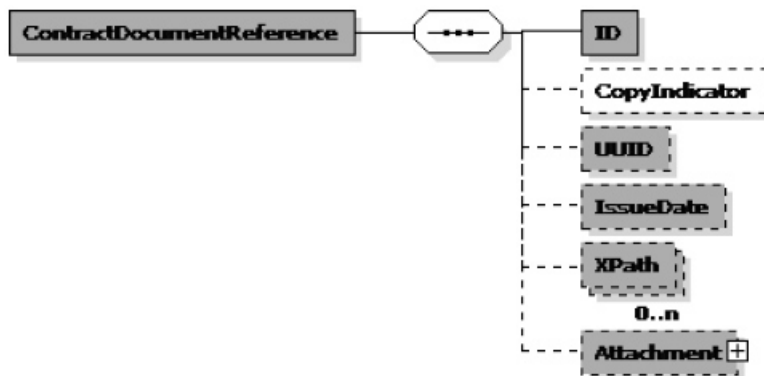 ContractDocumentReference
ID
CopyIndicator
UUID
IssueDate
XPath
0..n
Attachment